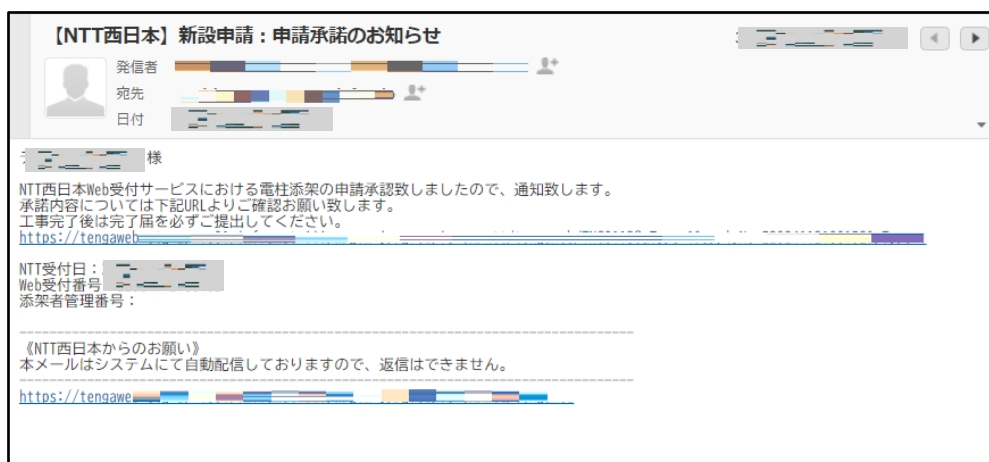 【NTT西日本】新設申請：申請承諾のお知らせ
発信者
宛先
日付
様
NTT西日本Web受付サービスにおける電柱添架の申請承認致しましたので、通知致します。
承諾内容については下記URLよりご確認お願い致します。
工事完了後は完了届を必ずご提出してください。
https://tengaweb
NTT受付日：
Web受付番号
添架者管理番号：
《NTT西日本からのお願い》
本メールはシステムにて自動配信しておりますので、返信はできません。
https://tengawe